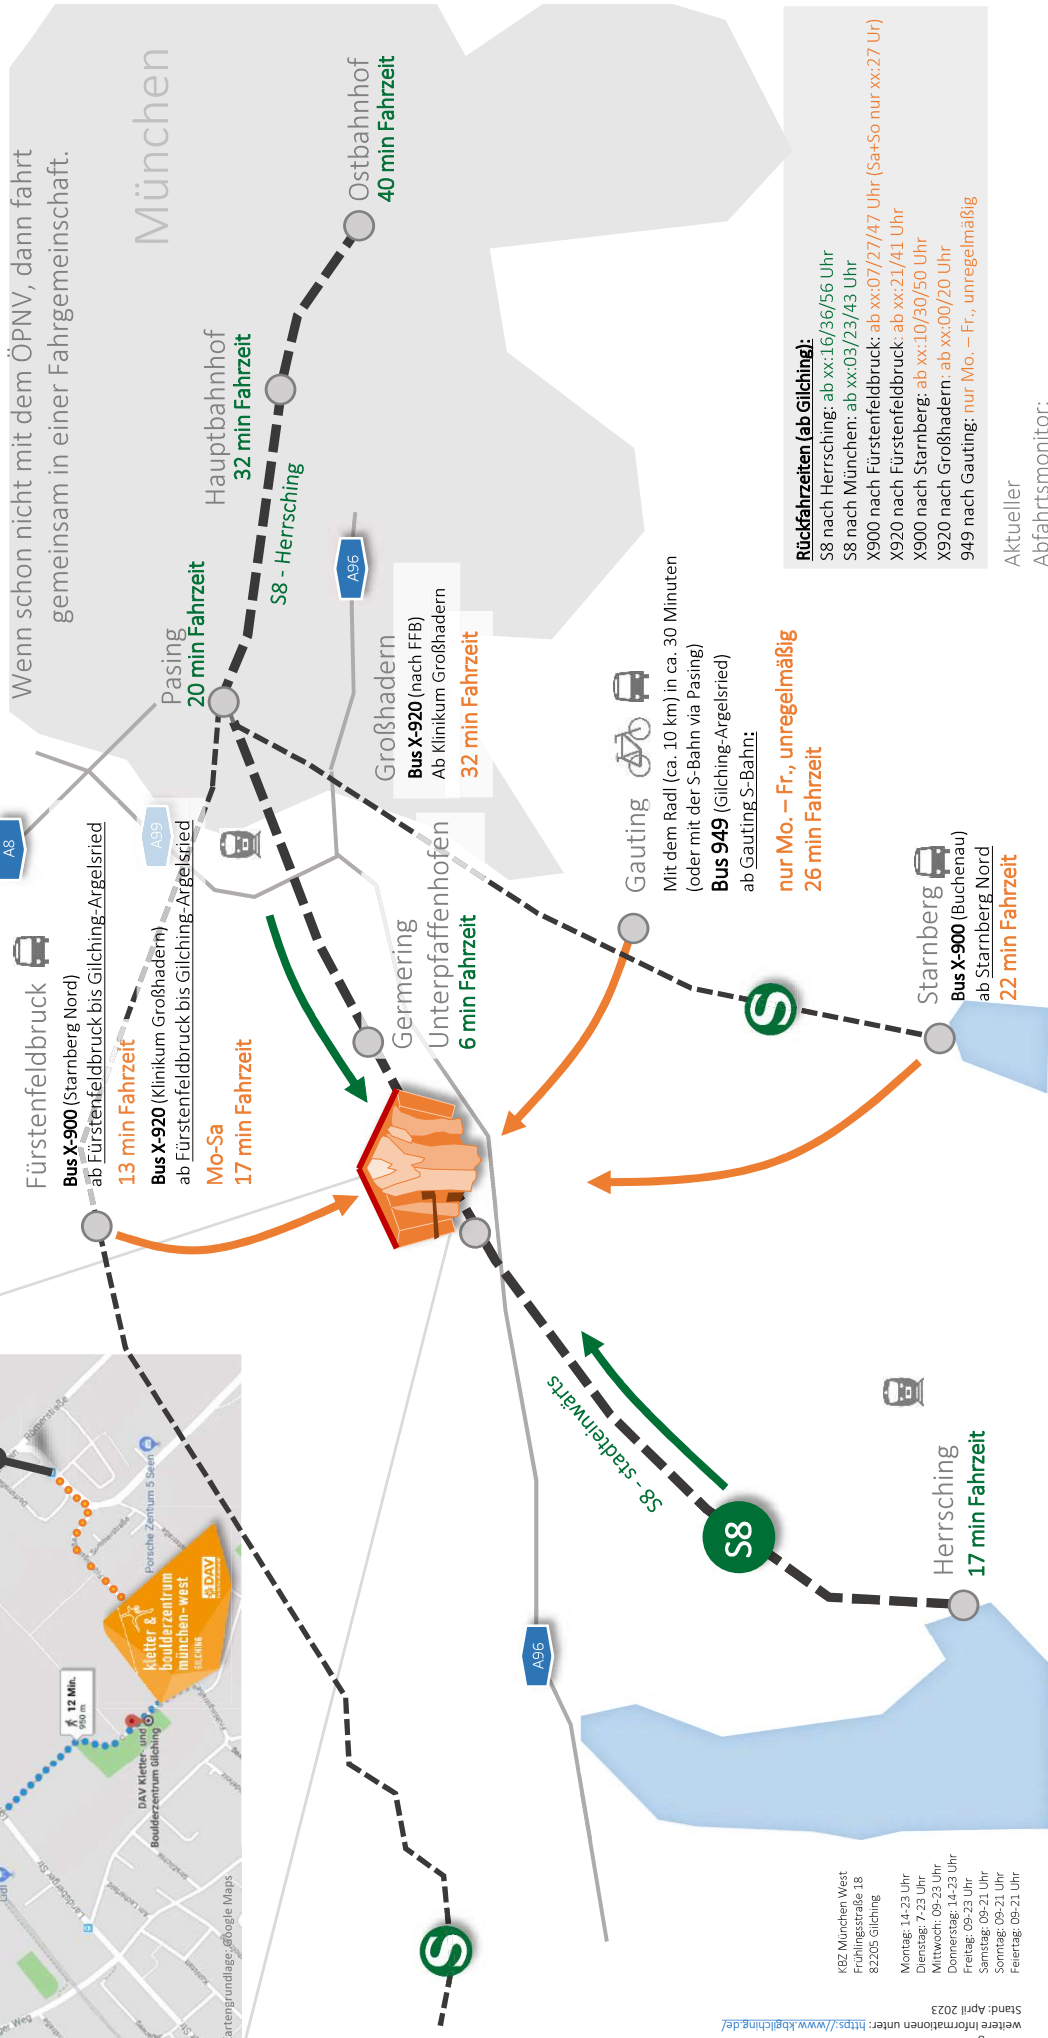 Wenn schon nicht mit dem ÖPNV, dann fahrt
gemeinsam in einer Fahrgemeinschaft.
München
Ostbahnhof
40 min Fahrzeit
Hauptbahnhof
32 min Fahrzeit
S8 - Herrsching
Pasing
20 min Fahrzeit
A8
A99
A96
Großhadern
Bus X-920 (nach FFB)
Ab Klinikum Großhadern
32 min Fahrzeit
Fürstenfeldbruck
Bus X-900 (Starnberg Nord)
ab Fürstenfeldbruck bis Gilching-Argelsried
13 min Fahrzeit
Bus X-920 (Klinikum Großhadern)
ab Fürstenfeldbruck bis Gilching-Argelsried
Mo-Sa
17 min Fahrzeit
Germering
Unterpfaffenhofen
6 min Fahrzeit
Gauting
Mit dem Radl (ca. 10 km) in ca. 30 Minuten
(oder mit der S-Bahn via Pasing)
Bus 949 (Gilching-Argelsried)
ab Gauting S-Bahn:
nur Mo. – Fr., unregelmäßig
26 min Fahrzeit
Starnberg
Bus X-900 (Buchenau)
ab Starnberg Nord
22 min Fahrzeit
S
Rückfahrzeiten (ab Gilching):
S8 nach Herrsching: ab xx:16/36/56 Uhr
S8 nach München: ab xx:03/23/43 Uhr
X900 nach Fürstenfeldbruck: ab xx:07/27/47 Uhr (Sa+So nur xx:27 Ur)
X920 nach Fürstenfeldbruck: ab xx:21/41 Uhr
X900 nach Starnberg: ab xx:10/30/50 Uhr
X920 nach Großhadern: ab xx:00/20 Uhr
949 nach Gauting: nur Mo. – Fr., unregelmäßig
Aktueller
Abfahrtsmonitor:
S8 - stadteinwärts
S8
Herrsching
17 min Fahrzeit
A96
S
Römerstraße
Porsche Zentrum 5 Seen
kletter &
boulderzentrum
münchen-west
GILCHING
DAV
12 Min.
950 m
DAV Kletter- und
Boulderzentrum Gilching
Lidl
Landsberger Str.
ger Weg
artengrundlage: Google Maps
KBZ München West
Frühlingsstraße 18
82205 Gilching
Montag: 14-23 Uhr
Dienstag: 7-23 Uhr
Mittwoch: 09-23 Uhr
Donnerstag: 14-23 Uhr
Freitag: 09-23 Uhr
Samstag: 09-21 Uhr
Sonntag: 09-21 Uhr
Feiertag: 09-21 Uhr
weitere Informationen unter: https://www.kbgilching.de/
Stand: April 2023